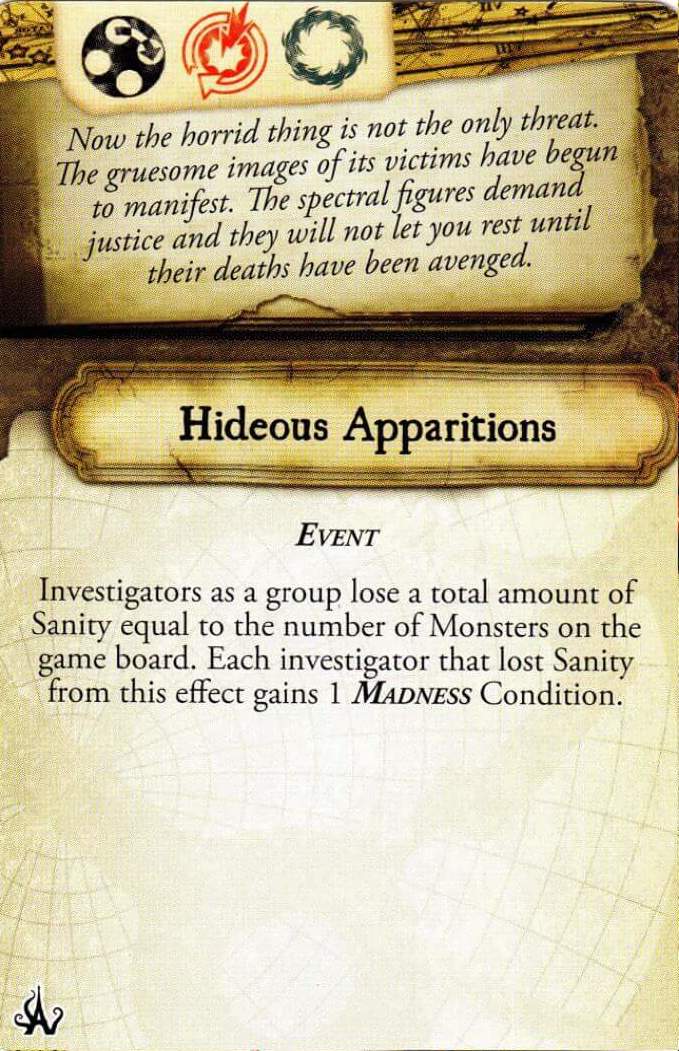 Now the horrid thing is not the only threat.
The gruesome images of its victims have begun
to manifest. The spectral figures demand
justice and they will not let you rest until
their deaths have been avenged.
Hideous Apparitions
EVENT
Investigators as a group lose a total amount of
Sanity equal to the number of Monsters on the
game board. Each investigator that lost Sanity
from this effect gains 1 MADNESS Condition.